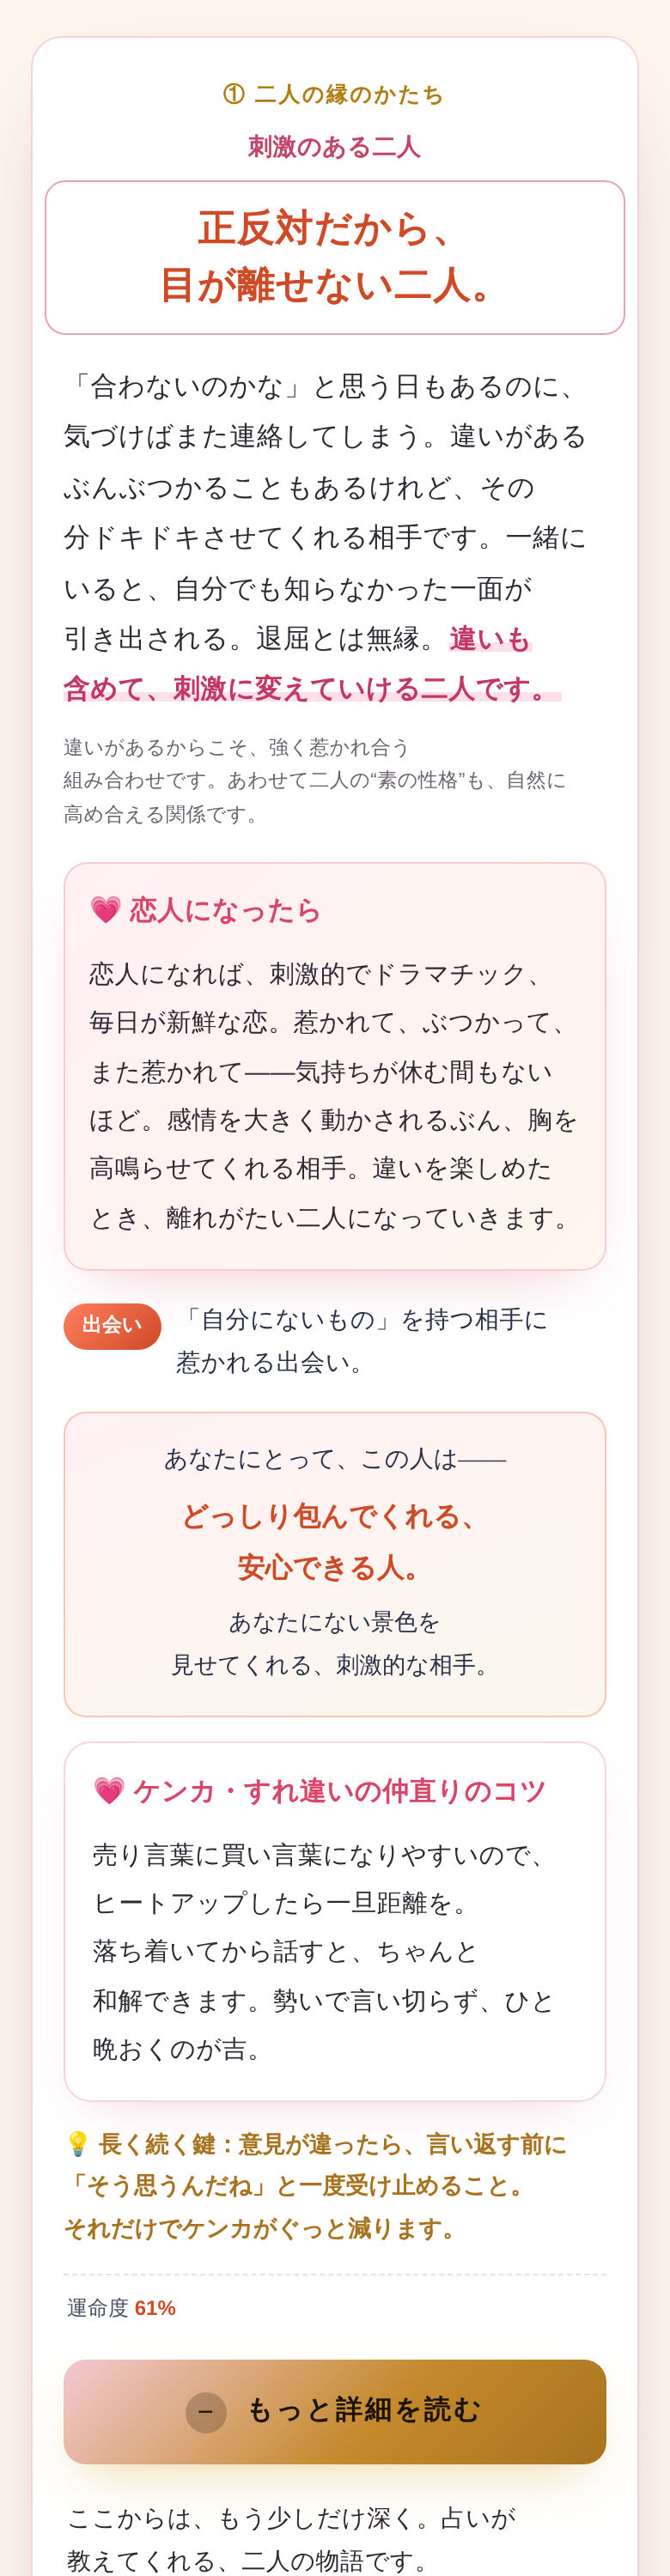 ① 二人の縁のかたち
刺激のある二人
正反対だから、
目が離せない二人。
「合わないのかな」と思う日もあるのに、
気づけばまた連絡してしまう。違いがある
ぶんぶつかることもあるけれど、その
分ドキドキさせてくれる相手です。一緒に
いると、自分でも知らなかった一面が
引き出される。退屈とは無縁。違いも
含めて、刺激に変えていける二人です。
違いがあるからこそ、強く惹かれ合う
組み合わせです。あわせて二人の“素の性格”も、自然に
高め合える関係です。
💗 恋人になったら
恋人になれば、刺激的でドラマチック、
毎日が新鮮な恋。惹かれて、ぶつかって、
また惹かれて——気持ちが休む間もない
ほど。感情を大きく動かされるぶん、胸を
高鳴らせてくれる相手。違いを楽しめた
とき、離れがたい二人になっていきます。
出会い 「自分にないもの」を持つ相手に
惹かれる出会い。
あなたにとって、この人は——
どっしり包んでくれる、
安心できる人。
あなたにない景色を
見せてくれる、刺激的な相手。
💗 ケンカ・すれ違いの仲直りのコツ
売り言葉に買い言葉になりやすいので、
ヒートアップしたら一旦距離を。
落ち着いてから話すと、ちゃんと
和解できます。勢いで言い切らず、ひと
晩おくのが吉。
💡 長く続く鍵：意見が違ったら、言い返す前に
「そう思うんだね」と一度受け止めること。
それだけでケンカがぐっと減ります。
運命度 61%
− もっと詳細を読む
ここからは、もう少しだけ深く。占いが
教えてくれる、二人の物語です。